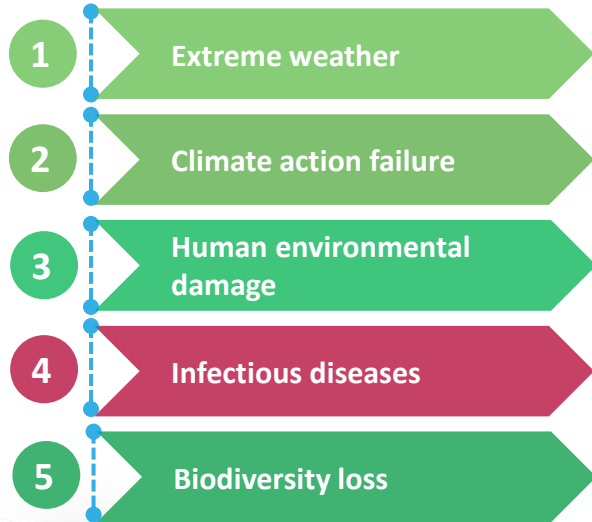 1 Extreme weather
2 Climate action failure
3 Human environmental
damage
4 Infectious diseases
5 Biodiversity loss